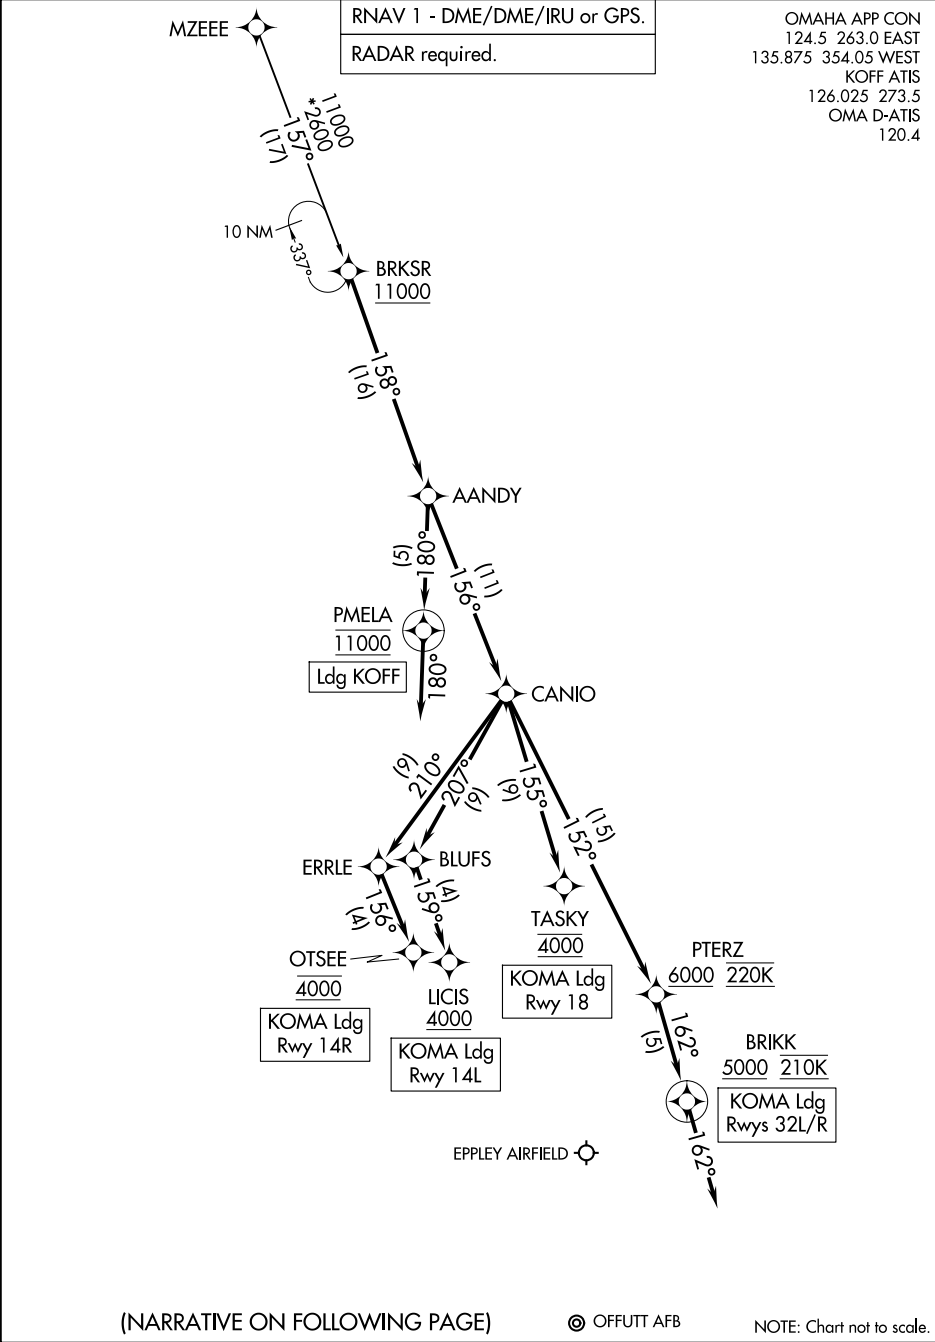 RNAV 1 - DME/DME/IRU or GPS.
RADAR required.
OMAHA APP CON
124.5 263.0 EAST
135.875 354.05 WEST
KOFF ATIS
126.025 273.5
OMA D-ATIS
120.4
MZEEE
11000
*2600
157°
(17)
10 NM
337°
BRKSR
11000
158°
(16)
AANDY
(5)
180°
(11)
156°
PMELA
11000
Ldg KOFF
180°
CANIO
(9)
210°
207°
(9)
155°
(9)
(15)
152°
ERRLE
BLUFS
156°
(4)
(4)
159°
OTSEE
4000
KOMA Ldg
Rwy 14R
LICIS
4000
KOMA Ldg
Rwy 14L
TASKY
4000
KOMA Ldg
Rwy 18
PTERZ
6000 220K
162°
(5)
BRIKK
5000 210K
KOMA Ldg
Rwys 32L/R
162°
EPPLEY AIRFIELD
(NARRATIVE ON FOLLOWING PAGE)
OFFUTT AFB
NOTE: Chart not to scale.